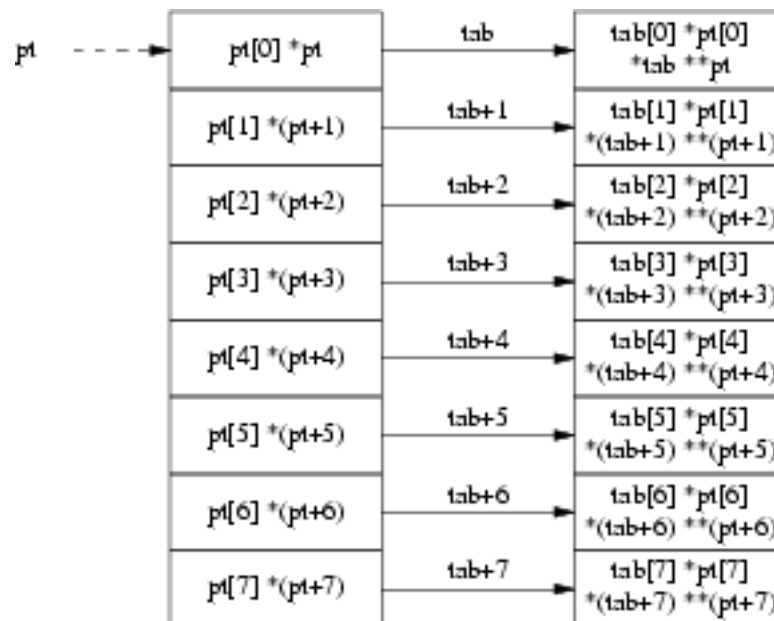 pt
pt[0] *pt
tab
tab[0] *pt[0]
*tab **pt
pt[1] *(pt+1)
tab+1
tab[1] *pt[1]
*(tab+1) **(pt+1)
pt[2] *(pt+2)
tab+2
tab[2] *pt[2]
*(tab+2) **(pt+2)
pt[3] *(pt+3)
tab+3
tab[3] *pt[3]
*(tab+3) **(pt+3)
pt[4] *(pt+4)
tab+4
tab[4] *pt[4]
*(tab+4) **(pt+4)
pt[5] *(pt+5)
tab+5
tab[5] *pt[5]
*(tab+5) **(pt+5)
pt[6] *(pt+6)
tab+6
tab[6] *pt[6]
*(tab+6) **(pt+6)
pt[7] *(pt+7)
tab+7
tab[7] *pt[7]
*(tab+7) **(pt+7)